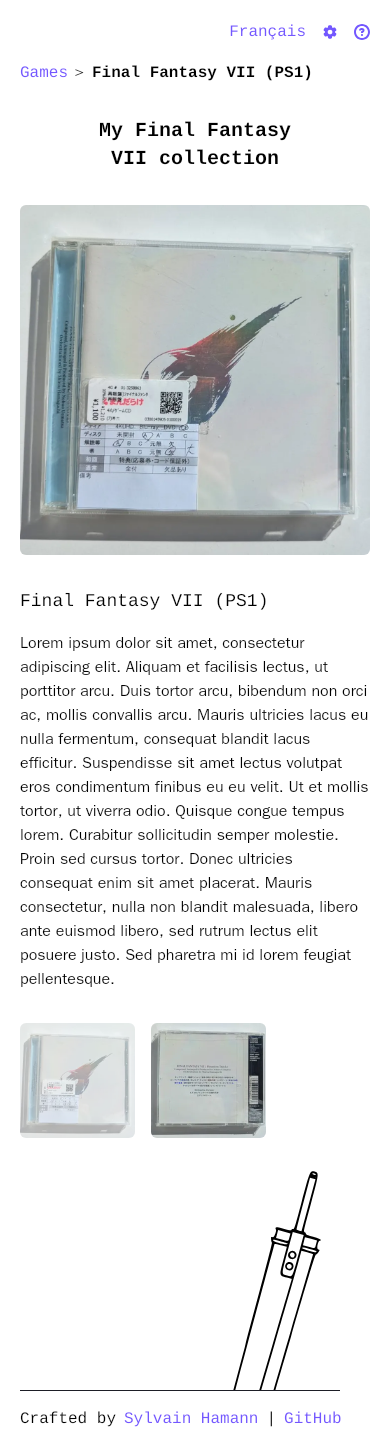 Français
Games > Final Fantasy VII (PS1)
My Final Fantasy
VII collection
¥1,100
Final Fantasy VII (PS1)
Lorem ipsum dolor sit amet, consectetur
adipiscing elit. Aliquam et facilisis lectus, ut
porttitor arcu. Duis tortor arcu, bibendum non orci
ac, mollis convallis arcu. Mauris ultricies lacus eu
nulla fermentum, consequat blandit lacus
efficitur. Suspendisse sit amet lectus volutpat
eros condimentum finibus eu eu velit. Ut et mollis
tortor, ut viverra odio. Quisque congue tempus
lorem. Curabitur sollicitudin semper molestie.
Proin sed cursus tortor. Donec ultricies
consequat enim sit amet placerat. Mauris
consectetur, nulla non blandit malesuada, libero
ante euismod libero, sed rutrum lectus elit
posuere justo. Sed pharetra mi id lorem feugiat
pellentesque.
Crafted by Sylvain Hamann | GitHub